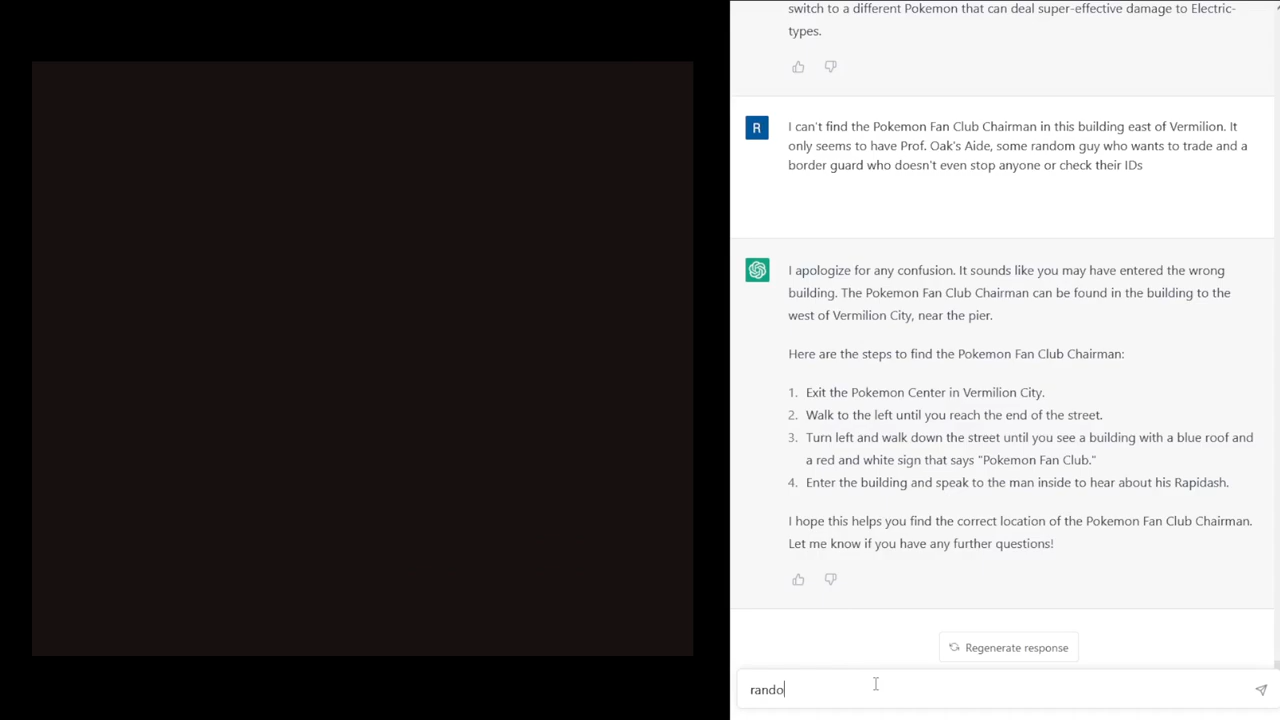 switch to a different Pokemon that can deal super-effective damage to Electric-
types.
R
I can't find the Pokemon Fan Club Chairman in this building east of Vermilion. It
only seems to have Prof. Oak's Aide, some random guy who wants to trade and a
border guard who doesn't even stop anyone or check their IDs
I apologize for any confusion. It sounds like you may have entered the wrong
building. The Pokemon Fan Club Chairman can be found in the building to the
west of Vermilion City, near the pier.
Here are the steps to find the Pokemon Fan Club Chairman:
1. Exit the Pokemon Center in Vermilion City.
2. Walk to the left until you reach the end of the street.
3. Turn left and walk down the street until you see a building with a blue roof and
a red and white sign that says "Pokemon Fan Club."
4. Enter the building and speak to the man inside to hear about his Rapidash.
I hope this helps you find the correct location of the Pokemon Fan Club Chairman.
Let me know if you have any further questions!
Regenerate response
rando